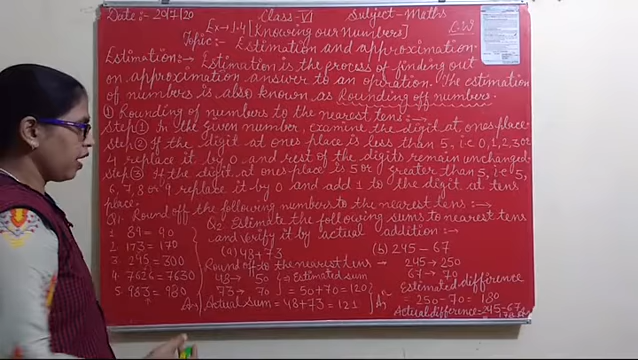 Date:- 20/7/20 Class-VI Subject-Maths
Ex→1.4 [Knowing our Numbers] C.W
Topic:- Estimation and approximation.
Estimation:→ Estimation is the process of finding out
on approximation answer to an operation. The estimation
of numbers is also known as Rounding off numbers.
① Rounding of numbers to the nearest tens:→
Step① In the given number, examine the digit at ones place.
Step② If the digit at ones place is less than 5, i.e 0,1,2,3 or
4 replace it by 0 and rest of the digits remain unchanged.
Step③ If the digit at ones place is 5 or greater than 5, i.e 5,
6, 7, 8 or 9 replace it by 0 and add 1 to the digit at tens
place.
Q1- Round off the following numbers to the nearest tens:→
1 89 = 90
2 173 = 170
3 = 300
4. 7626 = 7630
5. 983 = 980
Q2 Estimate the following sums to nearest tens
and verify it by actual addition:→
(a) 48 + 73
Round off to the nearest tens →
48 → 50 → Estimated sum
73 → 70 = 50 + 70 = 120
Actual sum = 48 + 73 = 121
(b) 245 - 67
245 → 250
67 → 70
Estimated difference
= 250 - 70 = 180
Actual difference = 245 - 67